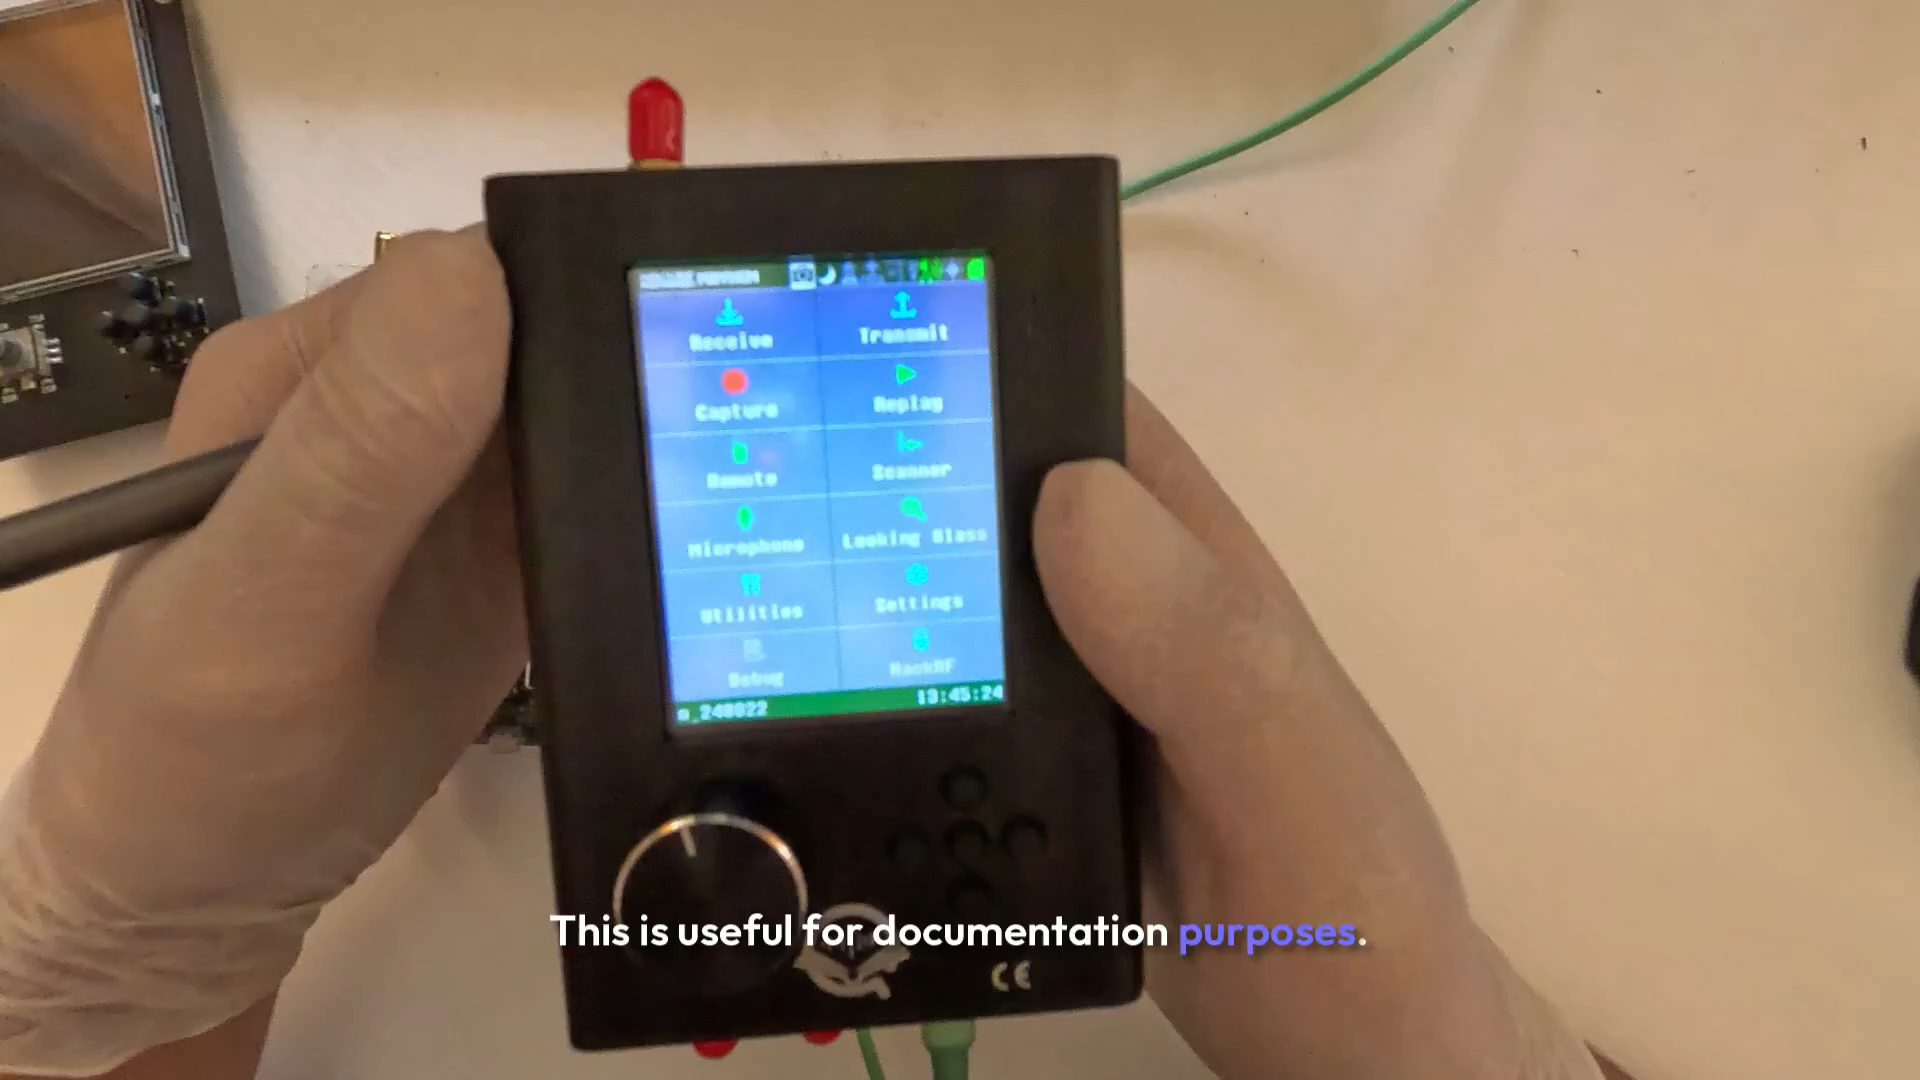 Receive
Transmit
Capture
Replay
Remote
Scanner
Microphone
Looking Glass
Utilities
Settings
Debug
HackRF
13:45:24
This is useful for documentation purposes.
CE